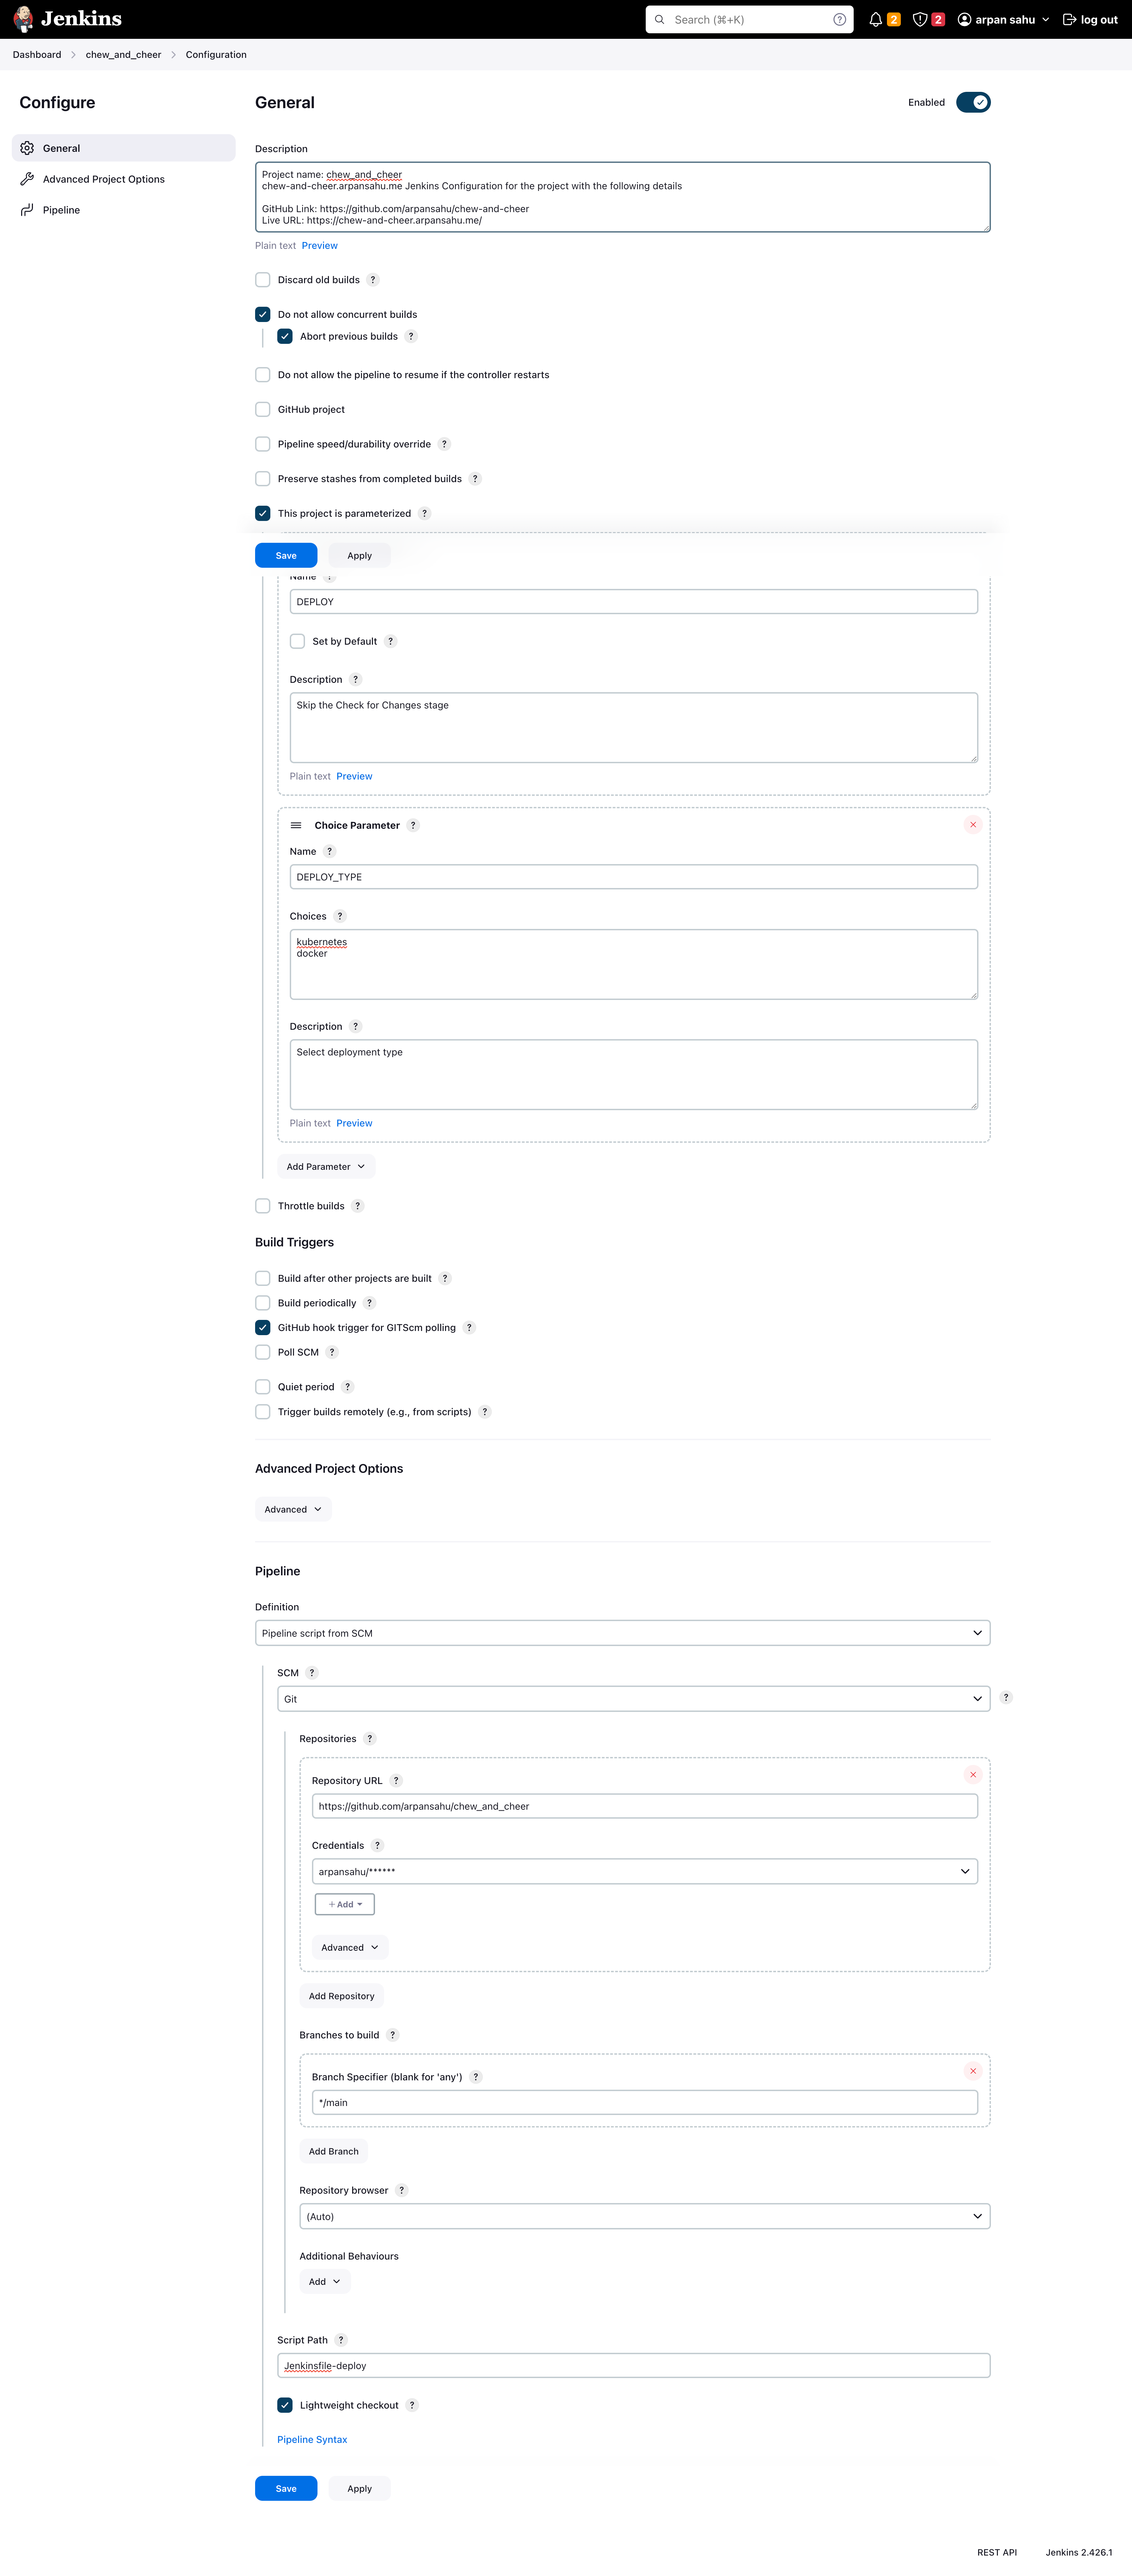 Jenkins
Search (⌘+K)
2
2
arpan sahu
log out
Dashboard
chew_and_cheer
Configuration
Configure
General
Advanced Project Options
Pipeline
General
Enabled
Description
Project name: chew_and_cheer
chew-and-cheer.arpansahu.me Jenkins Configuration for the project with the following details
GitHub Link: https://github.com/arpansahu/chew-and-cheer
Live URL: https://chew-and-cheer.arpansahu.me/
Plain text Preview
Discard old builds ?
Do not allow concurrent builds
Abort previous builds ?
Do not allow the pipeline to resume if the controller restarts
GitHub project
Pipeline speed/durability override ?
Preserve stashes from completed builds ?
This project is parameterized ?
Save
Apply
Name ?
DEPLOY
Set by Default ?
Description ?
Skip the Check for Changes stage
Plain text Preview
Choice Parameter ?
Name ?
DEPLOY_TYPE
Choices ?
kubernetes
docker
Description ?
Select deployment type
Plain text Preview
Add Parameter
Throttle builds ?
Build Triggers
Build after other projects are built ?
Build periodically ?
GitHub hook trigger for GITScm polling ?
Poll SCM ?
Quiet period ?
Trigger builds remotely (e.g., from scripts) ?
Advanced Project Options
Advanced
Pipeline
Definition
Pipeline script from SCM
SCM ?
Git
?
Repositories ?
Repository URL ?
https://github.com/arpansahu/chew_and_cheer
Credentials ?
arpansahu/******
+ Add
Advanced
Add Repository
Branches to build ?
Branch Specifier (blank for 'any') ?
*/main
Add Branch
Repository browser ?
(Auto)
Additional Behaviours
Add
Script Path ?
Jenkinsfile-deploy
Lightweight checkout ?
Pipeline Syntax
Save
Apply
REST API
Jenkins 2.426.1